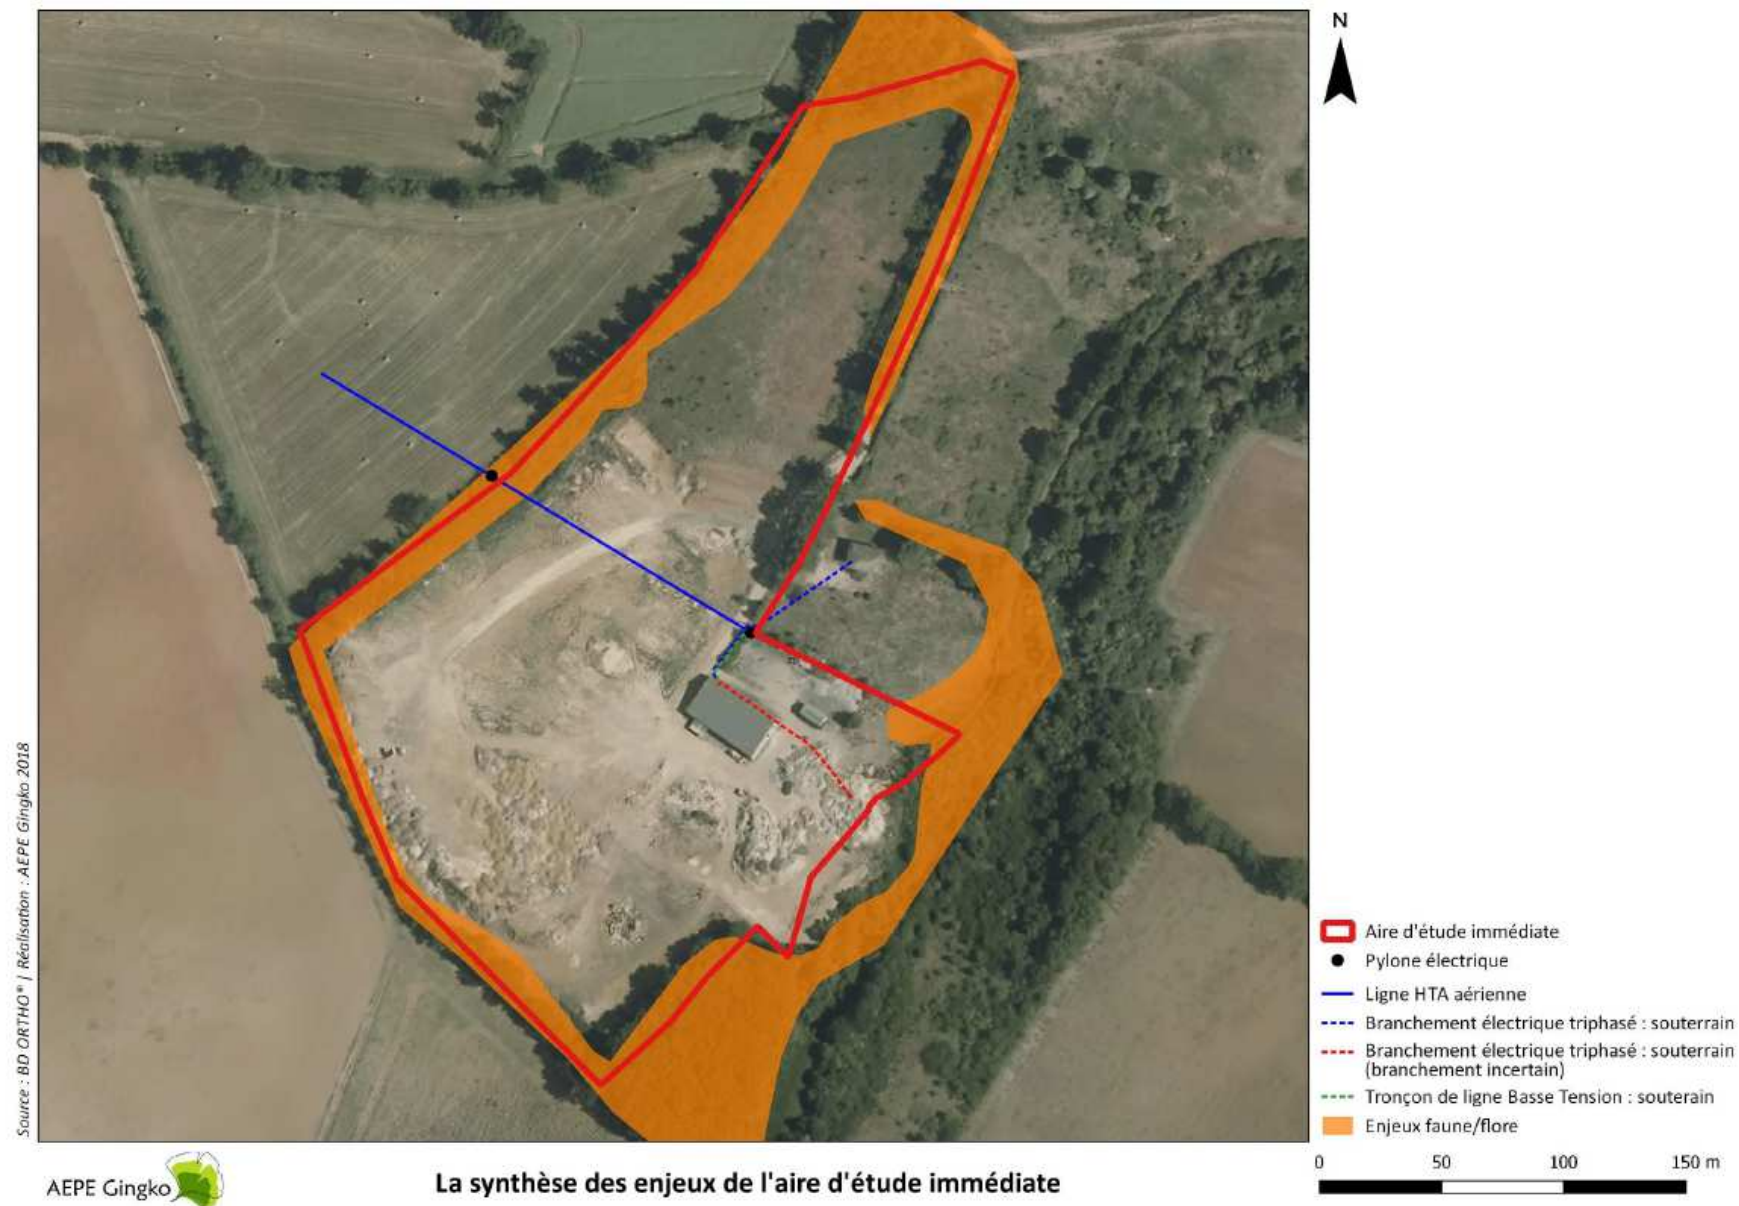 N
Source : BD ORTHO® | Réalisation : AEPE Gingko 2018
Aire d'étude immédiate
Pylone électrique
Ligne HTA aérienne
Branchement électrique triphasé : souterrain
Branchement électrique triphasé : souterrain
(branchement incertain)
Tronçon de ligne Basse Tension : souterain
Enjeux faune/flore
0 50 100 150 m
AEPE Gingko
La synthèse des enjeux de l'aire d'étude immédiate